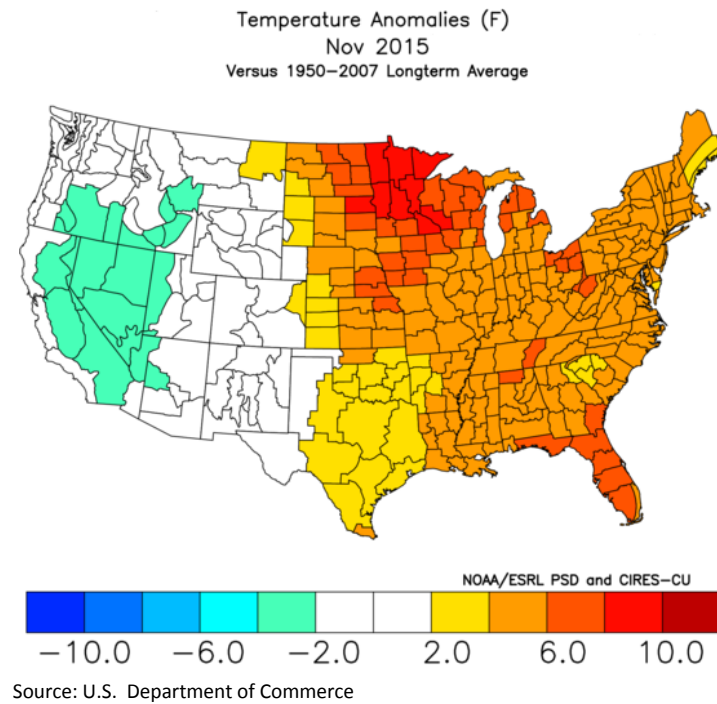 Temperature Anomalies (F)
Nov 2015
Versus 1950-2007 Longterm Average
NOAA/ESRL PSD and CIRES-CU
-10.0 -6.0 -2.0 2.0 6.0 10.0
Source: U.S. Department of Commerce